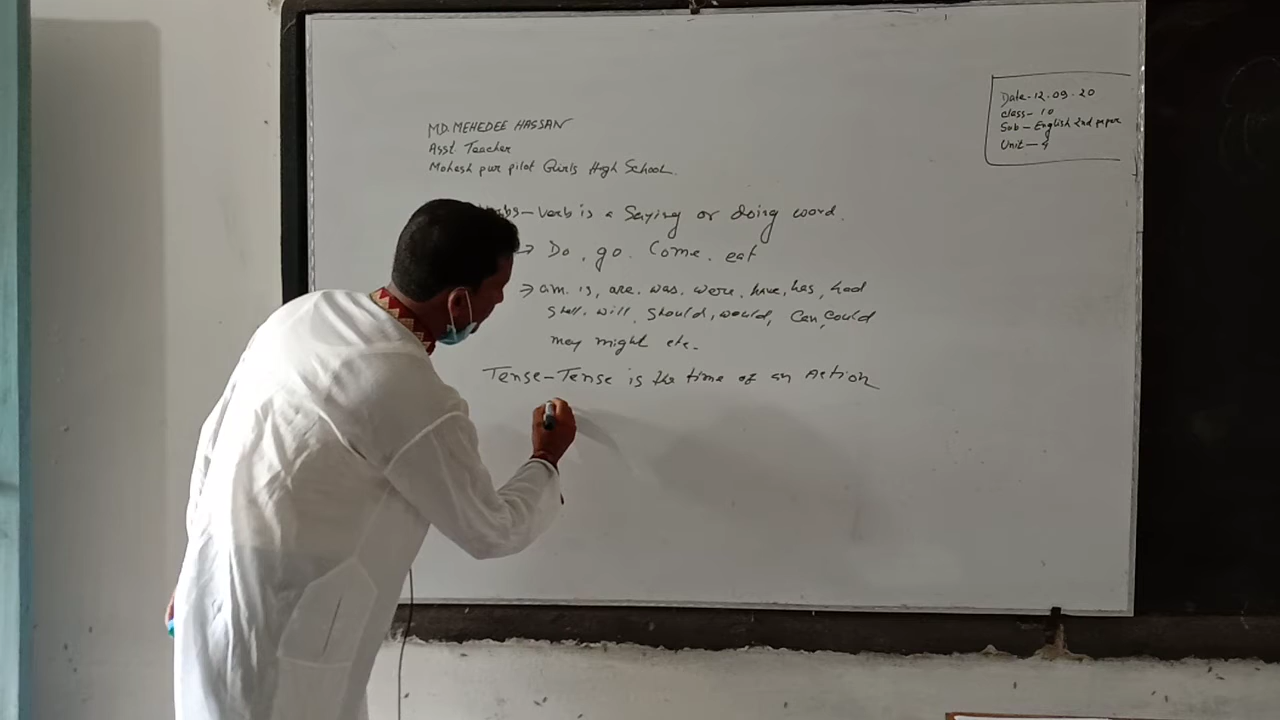 MD. MEHEDEE HASSAN
Asst. Teacher
Mohesh pur pilot Girls High School.
Date-12.09.20
class-10
Sub-English 2nd paper
Unit-4
Verb is a Saying or doing word.
→ Do, go. Come. eat
→ am. is, are. was. were. have, has, had
Shall. will. Should, would, Can, Could
may might etc.
Tense-Tense is the time of an Action